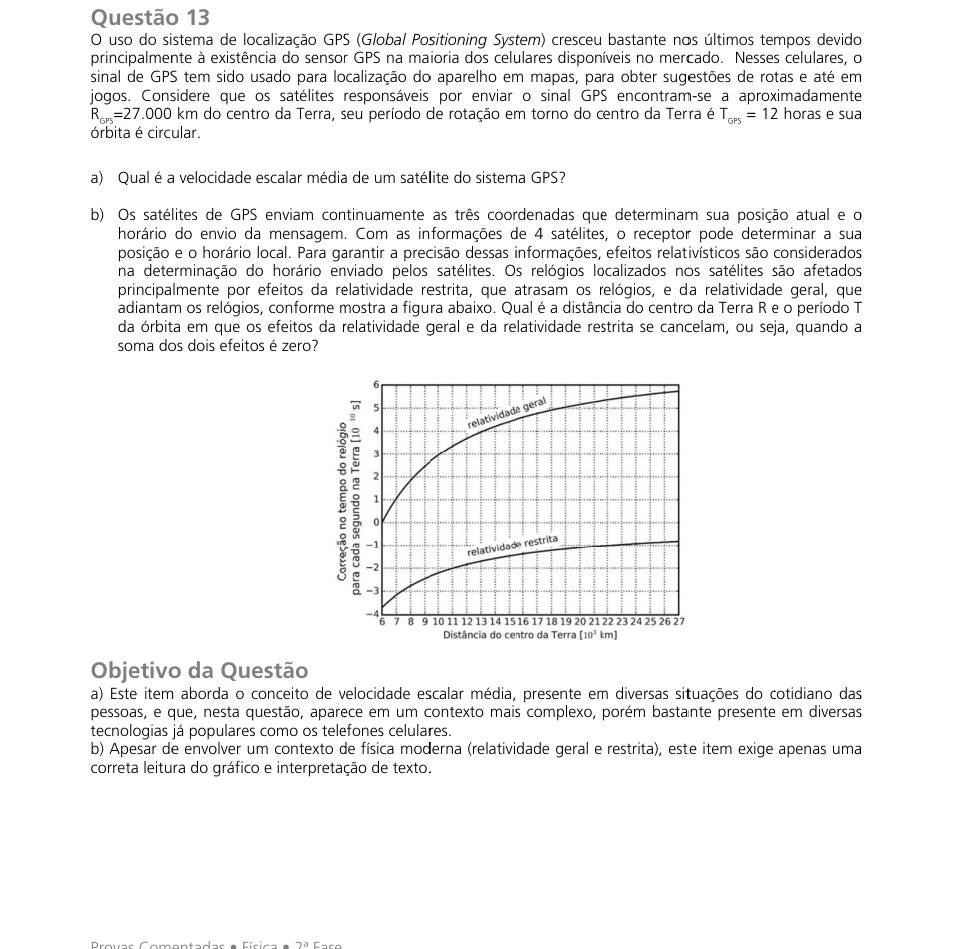 Questão 13
O uso do sistema de localização GPS (Global Positioning System) cresceu bastante nos últimos tempos devido
principalmente à existência do sensor GPS na maioria dos celulares disponíveis no mercado. Nesses celulares, o
sinal de GPS tem sido usado para localização do aparelho em mapas, para obter sugestões de rotas e até em
jogos. Considere que os satélites responsáveis por enviar o sinal GPS encontram-se a aproximadamente
R_GPS=27.000 km do centro da Terra, seu período de rotação em torno do centro da Terra é T_GPS = 12 horas e sua
órbita é circular.
a) Qual é a velocidade escalar média de um satélite do sistema GPS?
b) Os satélites de GPS enviam continuamente as três coordenadas que determinam sua posição atual e o
horário do envio da mensagem. Com as informações de 4 satélites, o receptor pode determinar a sua
posição e o horário local. Para garantir a precisão dessas informações, efeitos relativísticos são considerados
na determinação do horário enviado pelos satélites. Os relógios localizados nos satélites são afetados
principalmente por efeitos da relatividade restrita, que atrasam os relógios, e da relatividade geral, que
adiantam os relógios, conforme mostra a figura abaixo. Qual é a distância do centro da Terra R e o período T
da órbita em que os efeitos da relatividade geral e da relatividade restrita se cancelam, ou seja, quando a
soma dos dois efeitos é zero?
Correção no tempo do relógio
para cada segundo na Terra [10⁻¹⁰ s]
6
5
4
3
2
1
0
−1
−2
−3
−4
relatividade geral
relatividade restrita
6 7 8 9 10 11 12 13 14 15 16 17 18 19 20 21 22 23 24 25 26 27
Distância do centro da Terra [10³ km]
Objetivo da Questão
a) Este item aborda o conceito de velocidade escalar média, presente em diversas situações do cotidiano das
pessoas, e que, nesta questão, aparece em um contexto mais complexo, porém bastante presente em diversas
tecnologias já populares como os telefones celulares.
b) Apesar de envolver um contexto de física moderna (relatividade geral e restrita), este item exige apenas uma
correta leitura do gráfico e interpretação de texto.
Provas Comentadas • Física • 2ª Fase